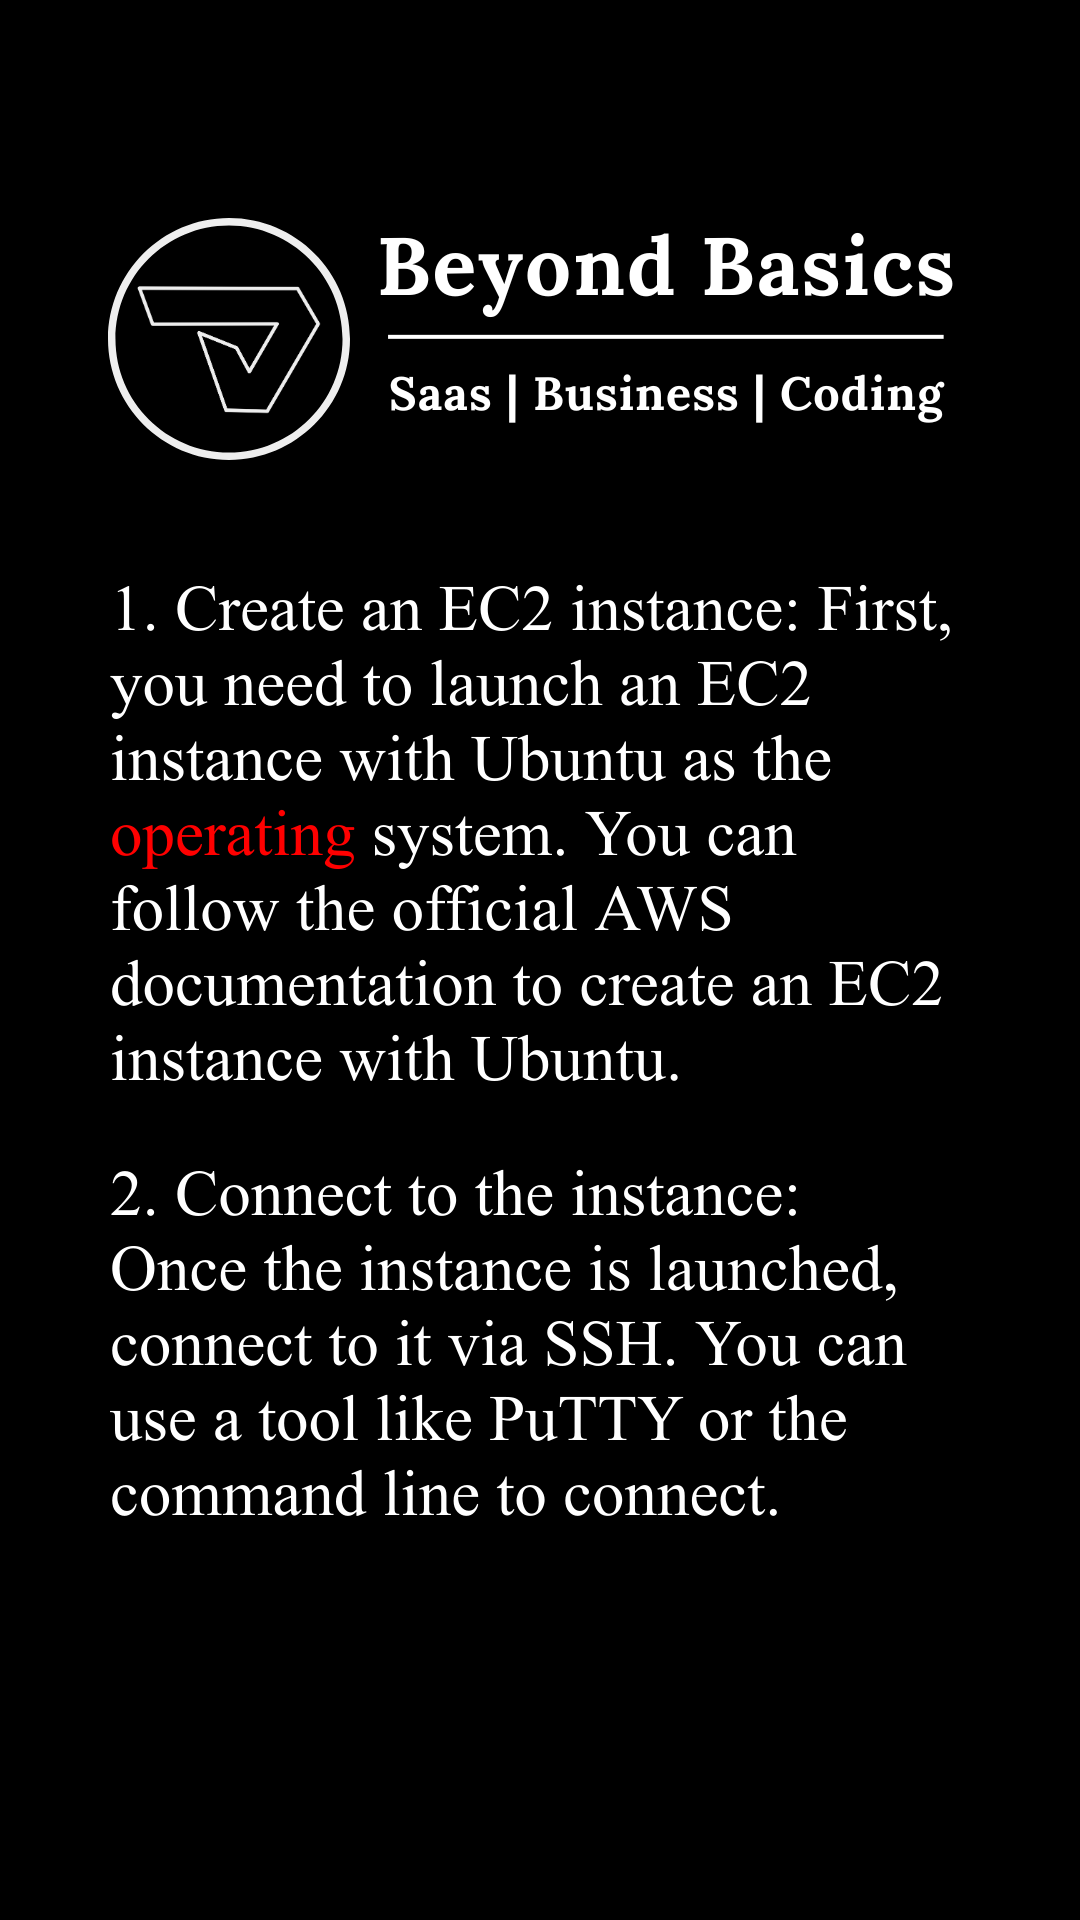 Beyond Basics
Saas | Business | Coding
1. Create an EC2 instance: First,
you need to launch an EC2
instance with Ubuntu as the
operating system. You can
follow the official AWS
documentation to create an EC2
instance with Ubuntu.
2. Connect to the instance:
Once the instance is launched,
connect to it via SSH. You can
use a tool like PuTTY or the
command line to connect.